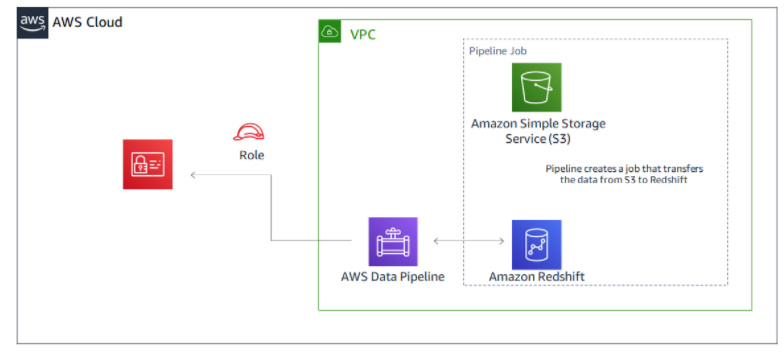 aws AWS Cloud
VPC
Pipeline Job
Amazon Simple Storage
Service (S3)
Role
Pipeline creates a job that transfers
the data from S3 to Redshift
AWS Data Pipeline
Amazon Redshift